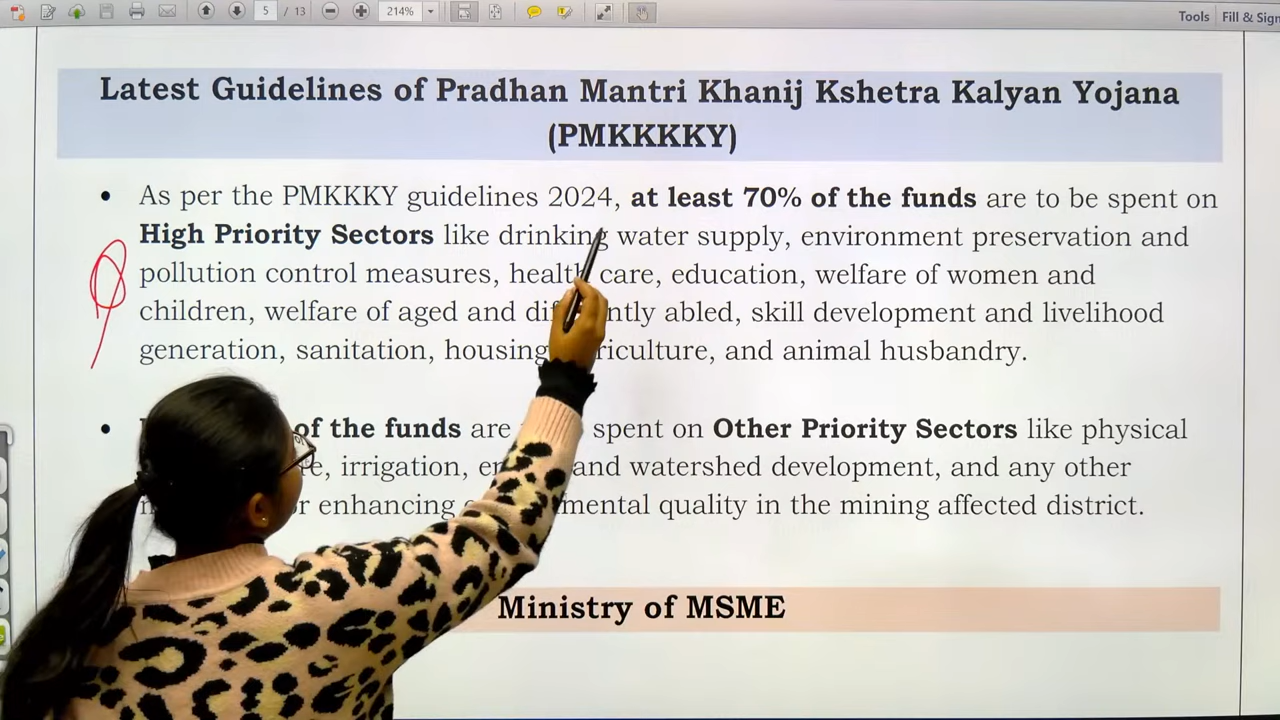 5 / 13
214%
Tools
Fill & Sign
Latest Guidelines of Pradhan Mantri Khanij Kshetra Kalyan Yojana
(PMKKKKY)
• As per the PMKKKY guidelines 2024, at least 70% of the funds are to be spent on
High Priority Sectors like drinking water supply, environment preservation and
pollution control measures, health care, education, welfare of women and
children, welfare of aged and abled, skill development and livelihood
generation, sanitation, housing and animal husbandry.
• of the funds are spent on Other Priority Sectors like physical
irrigation, and watershed development, and any other
enhancing quality in the mining affected district.
Ministry of MSME